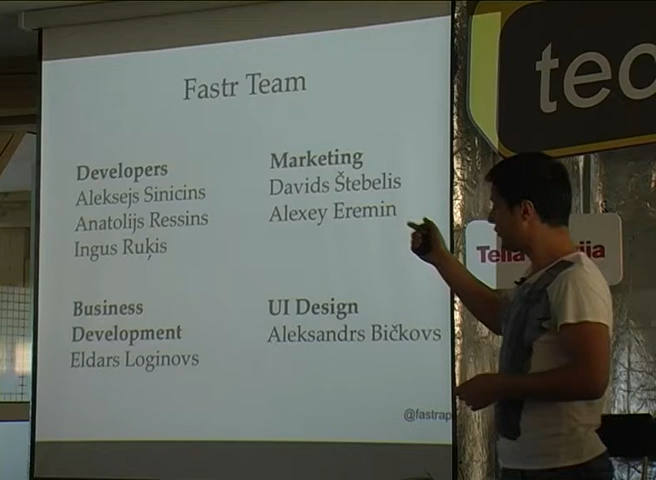 Fastr Team
Developers
Aleksejs Sinicins
Anatolijs Ressins
Ingus Ruķis
Marketing
Davids Štebelis
Alexey Eremin
Business
Development
Eldars Loginovs
UI Design
Aleksandrs Bičkovs
@fastrap
tec
Telia